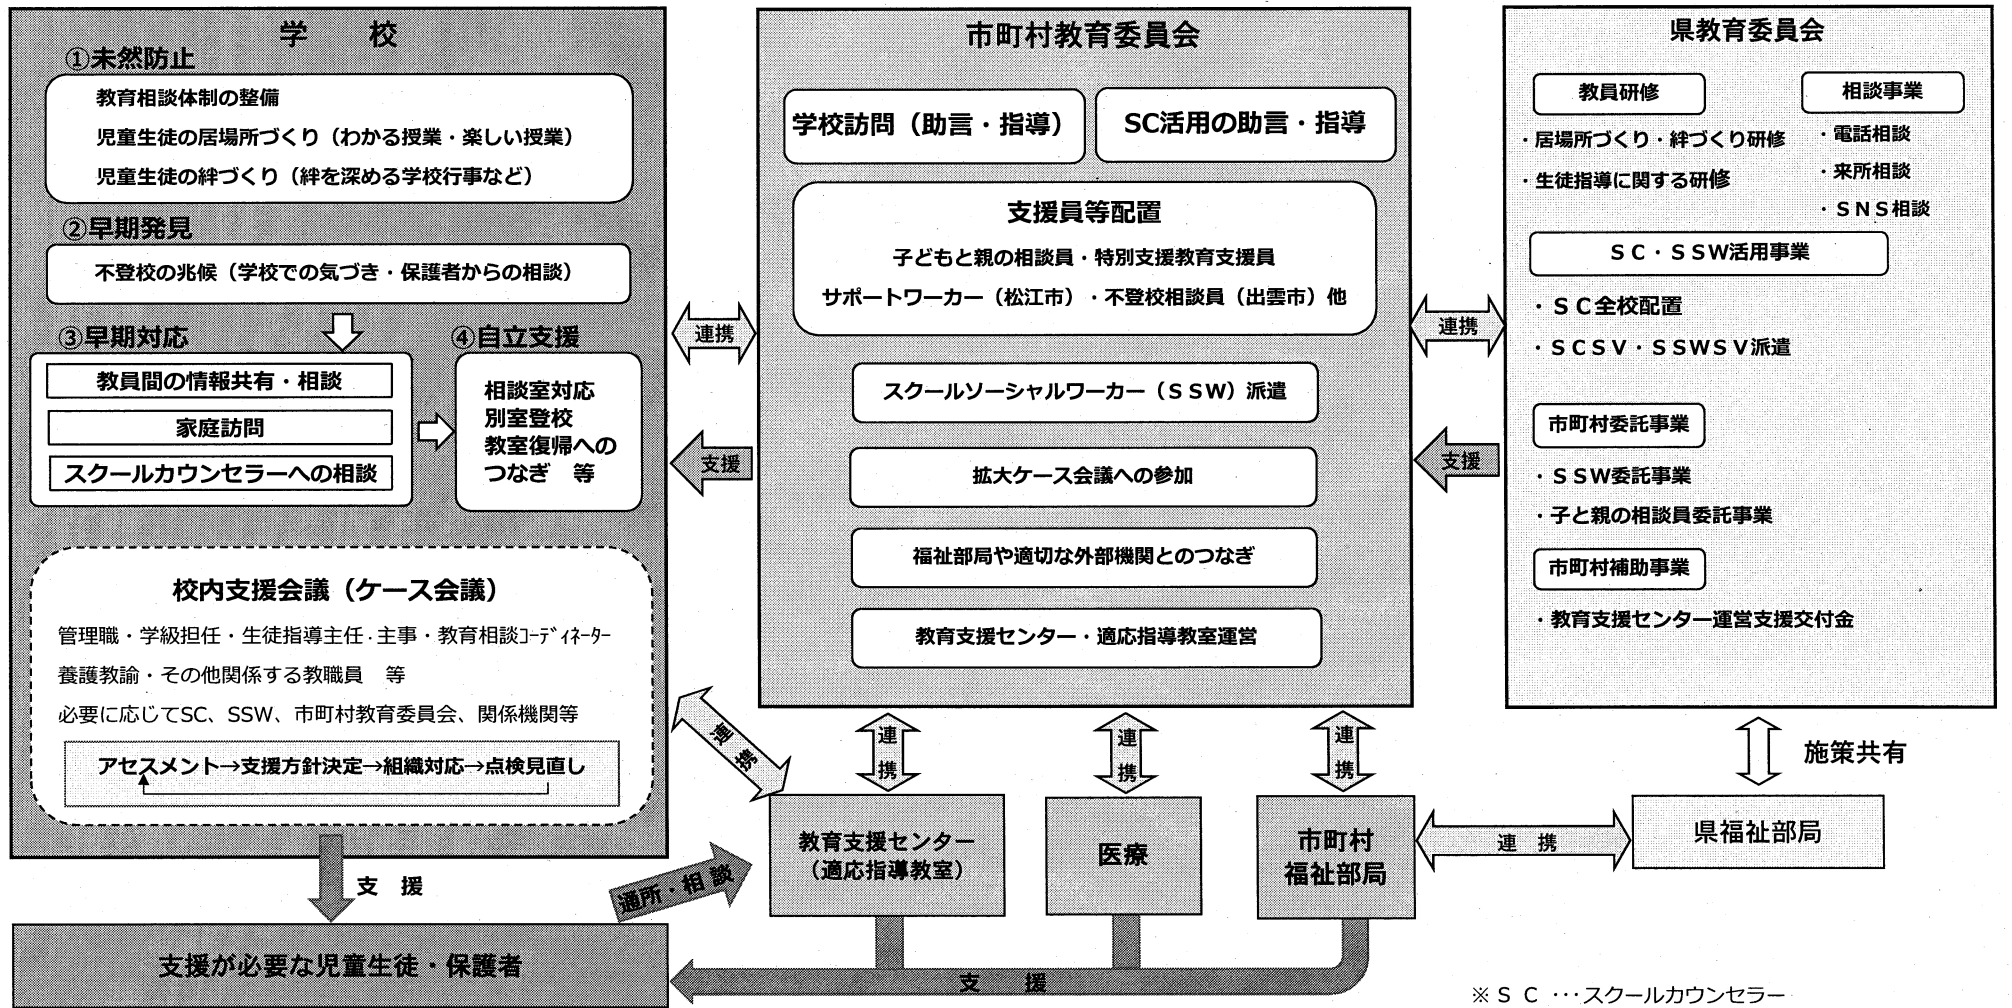 学　校
①未然防止
教育相談体制の整備
児童生徒の居場所づくり（わかる授業・楽しい授業）
児童生徒の絆づくり（絆を深める学校行事など）
②早期発見
不登校の兆候（学校での気づき・保護者からの相談）
③早期対応
教員間の情報共有・相談
家庭訪問
スクールカウンセラーへの相談
④自立支援
相談室対応
別室登校
教室復帰への
つなぎ　等
校内支援会議（ケース会議）
管理職・学級担任・生徒指導主任・主事・教育相談ｺｰﾃﾞｨﾈｰﾀｰ
養護教諭・その他関係する教職員　等
必要に応じてSC、SSW、市町村教育委員会、関係機関等
アセスメント→支援方針決定→組織対応→点検見直し
連携
支援
市町村教育委員会
学校訪問（助言・指導）
SC活用の助言・指導
支援員等配置
子どもと親の相談員・特別支援教育支援員
サポートワーカー（松江市）・不登校相談員（出雲市）他
スクールソーシャルワーカー（ＳＳＷ）派遣
拡大ケース会議への参加
福祉部局や適切な外部機関とのつなぎ
教育支援センター・適応指導教室運営
連携
支援
県教育委員会
教員研修
・居場所づくり・絆づくり研修
・生徒指導に関する研修
相談事業
・電話相談
・来所相談
・ＳＮＳ相談
ＳＣ・ＳＳＷ活用事業
・ＳＣ全校配置
・ＳＣＳＶ・ＳＳＷＳＶ派遣
市町村委託事業
・ＳＳＷ委託事業
・子と親の相談員委託事業
市町村補助事業
・教育支援センター運営支援交付金
連携
連携
連携
連携
施策共有
教育支援センター
（適応指導教室）
医療
市町村
福祉部局
連　携
県福祉部局
支　援
通所・相談
支援が必要な児童生徒・保護者
支　援
※ＳＣ…スクールカウンセラー